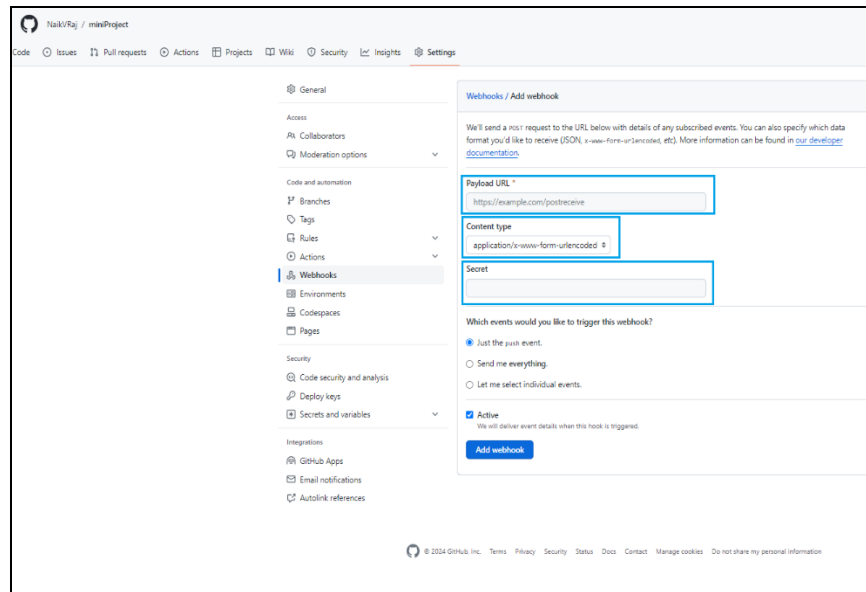 NaikVRaj / miniProject
Code Issues Pull requests Actions Projects Wiki Security Insights Settings
General
Access
Collaborators
Moderation options
Code and automation
Branches
Tags
Rules
Actions
Webhooks
Environments
Codespaces
Pages
Security
Code security and analysis
Deploy keys
Secrets and variables
Integrations
GitHub Apps
Email notifications
Autolink references
Webhooks / Add webhook
We'll send a POST request to the URL below with details of any subscribed events. You can also specify which data
format you'd like to receive (JSON, x-www-form-urlencoded, etc). More information can be found in our developer
documentation.
Payload URL *
https://example.com/postreceive
Content type
application/x-www-form-urlencoded
Secret
Which events would you like to trigger this webhook?
Just the push event.
Send me everything.
Let me select individual events.
Active
We will deliver event details when this hook is triggered.
Add webhook
© 2024 GitHub, Inc. Terms Privacy Security Status Docs Contact Manage cookies Do not share my personal information